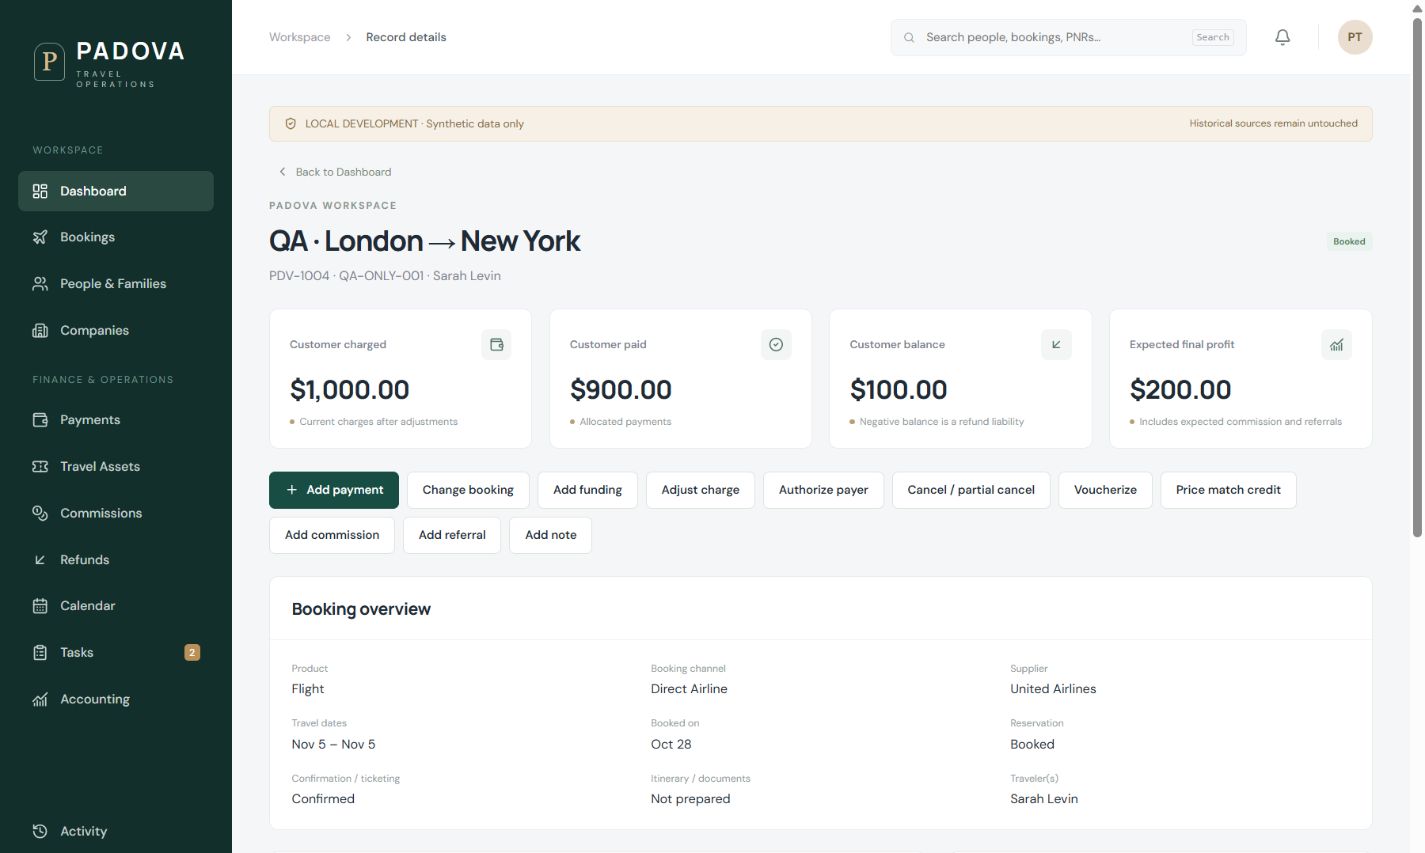 P PADOVA
TRAVEL
OPERATIONS
WORKSPACE
Dashboard
Bookings
People & Families
Companies
FINANCE & OPERATIONS
Payments
Travel Assets
Commissions
Refunds
Calendar
Tasks 2
Accounting
Activity
Workspace > Record details
Search people, bookings, PNRs... Search
PT
LOCAL DEVELOPMENT · Synthetic data only
Historical sources remain untouched
Back to Dashboard
PADOVA WORKSPACE
QA · London → New York
Booked
PDV-1004 · QA-ONLY-001 · Sarah Levin
Customer charged
$1,000.00
Current charges after adjustments
Customer paid
$900.00
Allocated payments
Customer balance
$100.00
Negative balance is a refund liability
Expected final profit
$200.00
Includes expected commission and referrals
+ Add payment
Change booking
Add funding
Adjust charge
Authorize payer
Cancel / partial cancel
Voucherize
Price match credit
Add commission
Add referral
Add note
Booking overview
Product
Flight
Booking channel
Direct Airline
Supplier
United Airlines
Travel dates
Nov 5 – Nov 5
Booked on
Oct 28
Reservation
Booked
Confirmation / ticketing
Confirmed
Itinerary / documents
Not prepared
Traveler(s)
Sarah Levin